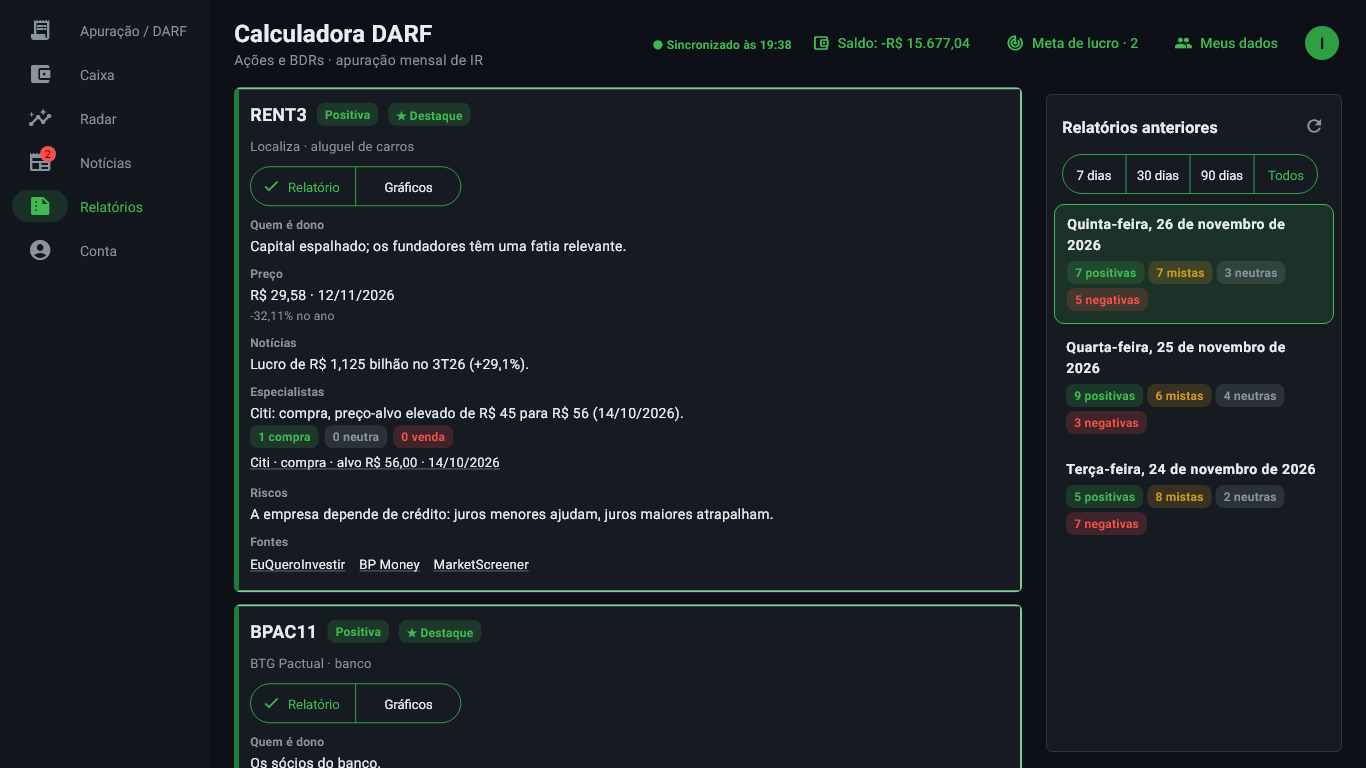 Apuração / DARF
Caixa
Radar
2
Notícias
Relatórios
Conta
Calculadora DARF
Ações e BDRs · apuração mensal de IR
Sincronizado às 19:38
Saldo: -R$ 15.677,04
Meta de lucro · 2
Meus dados
I
RENT3 Positiva ★ Destaque
Localiza · aluguel de carros
Relatório Gráficos
Quem é dono
Capital espalhado; os fundadores têm uma fatia relevante.
Preço
R$ 29,58 · 12/11/2026
-32,11% no ano
Notícias
Lucro de R$ 1,125 bilhão no 3T26 (+29,1%).
Especialistas
Citi: compra, preço-alvo elevado de R$ 45 para R$ 56 (14/10/2026).
1 compra 0 neutra 0 venda
Citi · compra · alvo R$ 56,00 · 14/10/2026
Riscos
A empresa depende de crédito: juros menores ajudam, juros maiores atrapalham.
Fontes
EuQueroInvestir BP Money MarketScreener
BPAC11 Positiva ★ Destaque
BTG Pactual · banco
Relatório Gráficos
Quem é dono
Os sócios do banco.
Relatórios anteriores
7 dias 30 dias 90 dias Todos
Quinta-feira, 26 de novembro de
2026
7 positivas 7 mistas 3 neutras
5 negativas
Quarta-feira, 25 de novembro de
2026
9 positivas 6 mistas 4 neutras
3 negativas
Terça-feira, 24 de novembro de 2026
5 positivas 8 mistas 2 neutras
7 negativas